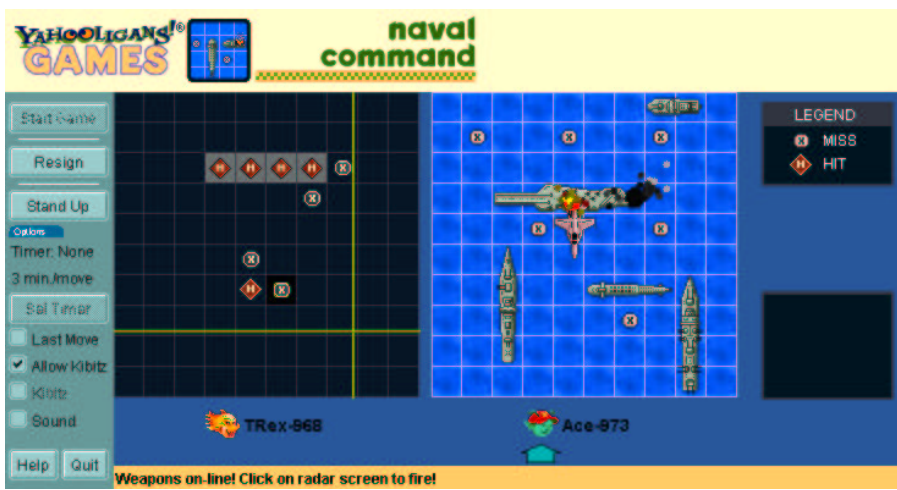 YAHOOLIGANS!®
GAMES
naval
command
Start Game
Resign
Stand Up
Options
Timer: None
3 min./move
Set Timer
Last Move
Allow Kibitz
Kibitz
Sound
Help
Quit
LEGEND
X MISS
H HIT
H H H H X
X
X
H X
X X X
X X
X
TRex-968
Ace-973
Weapons on-line! Click on radar screen to fire!